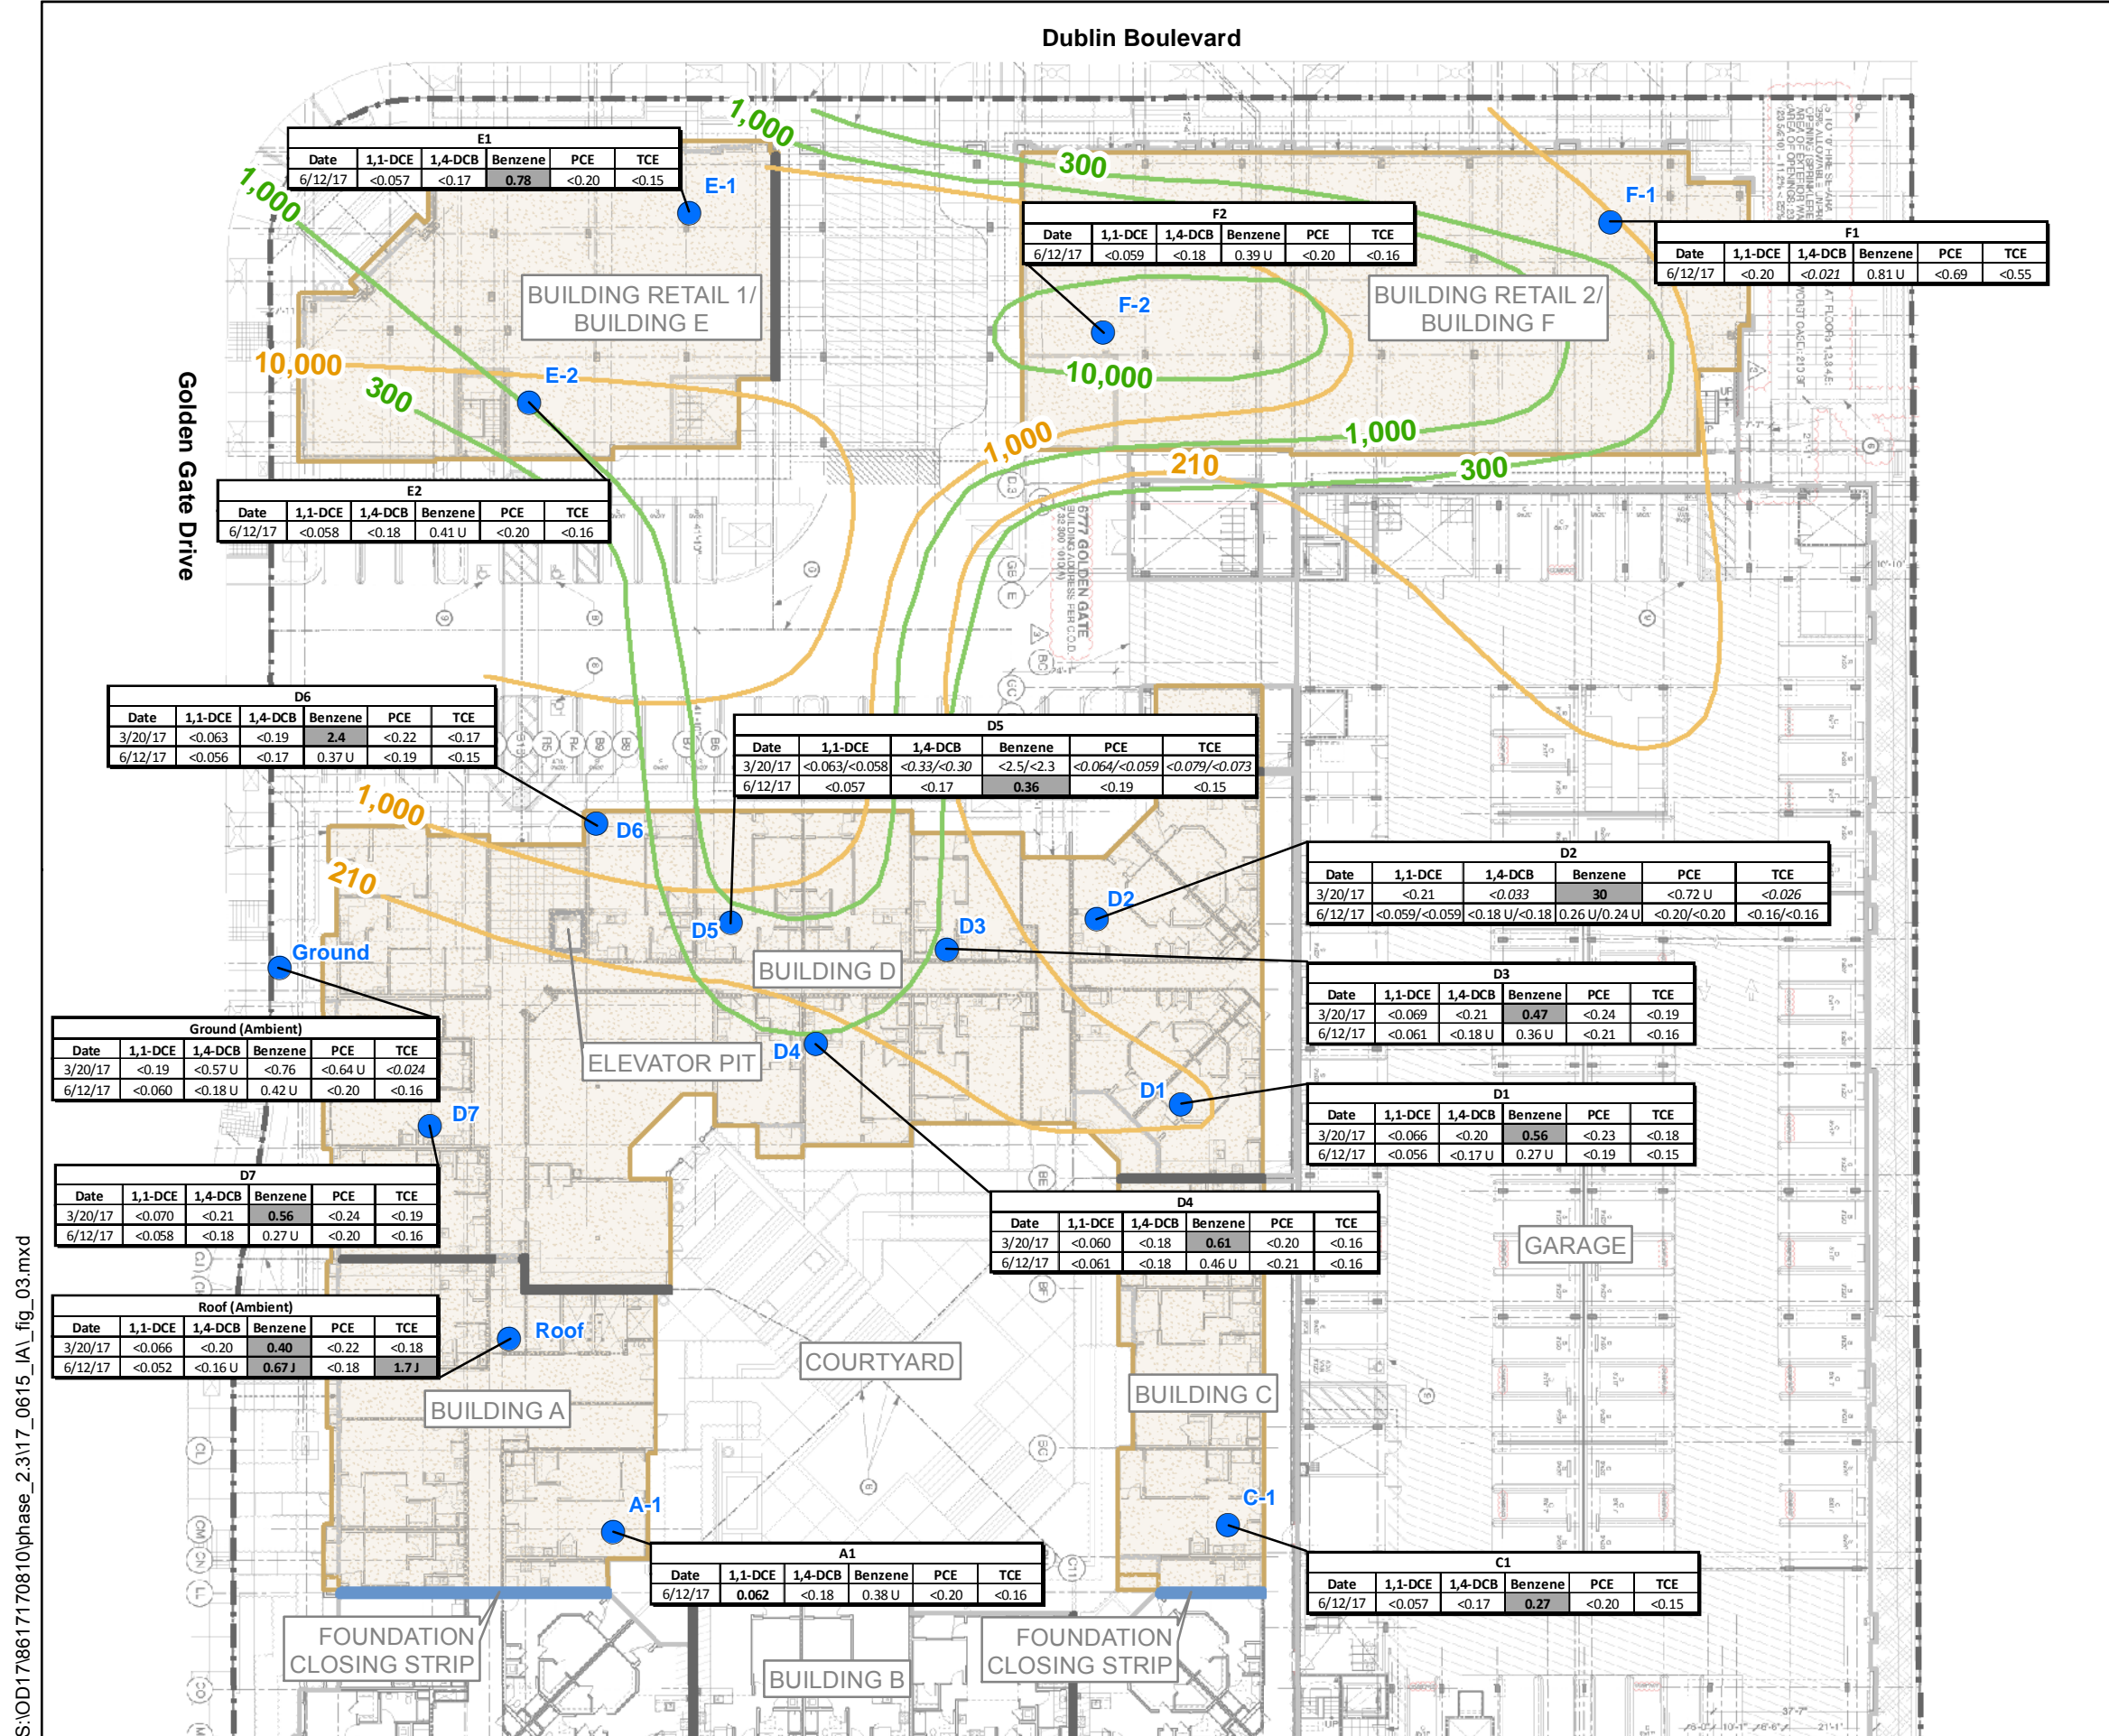 Dublin Boulevard
1,000
300
1,000
E1
Date 1,1-DCE 1,4-DCB Benzene PCE TCE
6/12/17 <0.057 <0.17 0.78 <0.20 <0.15
E-1
F-1
F2
Date 1,1-DCE 1,4-DCB Benzene PCE TCE
6/12/17 <0.059 <0.18 0.39 U <0.20 <0.16
F1
Date 1,1-DCE 1,4-DCB Benzene PCE TCE
6/12/17 <0.20 <0.021 0.81 U <0.69 <0.55
BUILDING RETAIL 1/
BUILDING E
F-2
BUILDING RETAIL 2/
BUILDING F
10,000
E-2
10,000
300
Golden Gate Drive
1,000
1,000
210
300
E2
Date 1,1-DCE 1,4-DCB Benzene PCE TCE
6/12/17 <0.058 <0.18 0.41 U <0.20 <0.16
6777 GOLDEN GATE
D6
Date 1,1-DCE 1,4-DCB Benzene PCE TCE
3/20/17 <0.063 <0.19 2.4 <0.22 <0.17
6/12/17 <0.056 <0.17 0.37 U <0.19 <0.15
D5
Date 1,1-DCE 1,4-DCB Benzene PCE TCE
3/20/17 <0.063/<0.058 <0.33/<0.30 <2.5/<2.3 <0.064/<0.059 <0.079/<0.073
6/12/17 <0.057 <0.17 0.36 <0.19 <0.15
1,000
D6
210
D2
Date 1,1-DCE 1,4-DCB Benzene PCE TCE
3/20/17 <0.21 <0.033 30 <0.72 U <0.026
6/12/17 <0.059/<0.059 <0.18 U/<0.18 0.26 U/0.24 U <0.20/<0.20 <0.16/<0.16
D2
D5
D3
Ground
BUILDING D
D3
Date 1,1-DCE 1,4-DCB Benzene PCE TCE
3/20/17 <0.069 <0.21 0.47 <0.24 <0.19
6/12/17 <0.061 <0.18 U 0.36 U <0.21 <0.16
Ground (Ambient)
Date 1,1-DCE 1,4-DCB Benzene PCE TCE
3/20/17 <0.19 <0.57 U <0.76 <0.64 U <0.024
6/12/17 <0.060 <0.18 U 0.42 U <0.20 <0.16
ELEVATOR PIT
D4
D1
D1
Date 1,1-DCE 1,4-DCB Benzene PCE TCE
3/20/17 <0.066 <0.20 0.56 <0.23 <0.18
6/12/17 <0.056 <0.17 U 0.27 U <0.19 <0.15
D7
D7
Date 1,1-DCE 1,4-DCB Benzene PCE TCE
3/20/17 <0.070 <0.21 0.56 <0.24 <0.19
6/12/17 <0.058 <0.18 0.27 U <0.20 <0.16
D4
Date 1,1-DCE 1,4-DCB Benzene PCE TCE
3/20/17 <0.060 <0.18 0.61 <0.20 <0.16
6/12/17 <0.061 <0.18 0.46 U <0.21 <0.16
GARAGE
Roof (Ambient)
Date 1,1-DCE 1,4-DCB Benzene PCE TCE
3/20/17 <0.066 <0.20 0.40 <0.22 <0.18
6/12/17 <0.052 <0.16 U 0.67 J <0.18 1.7 J
Roof
COURTYARD
BUILDING A
BUILDING C
A-1
C-1
A1
Date 1,1-DCE 1,4-DCB Benzene PCE TCE
6/12/17 0.062 <0.18 0.38 U <0.20 <0.16
C1
Date 1,1-DCE 1,4-DCB Benzene PCE TCE
6/12/17 <0.057 <0.17 0.27 <0.20 <0.15
FOUNDATION
CLOSING STRIP
BUILDING B
FOUNDATION
CLOSING STRIP
S:\OD17\8617170810\phase_2.3\17_0615_IA\_fig_03.mxd